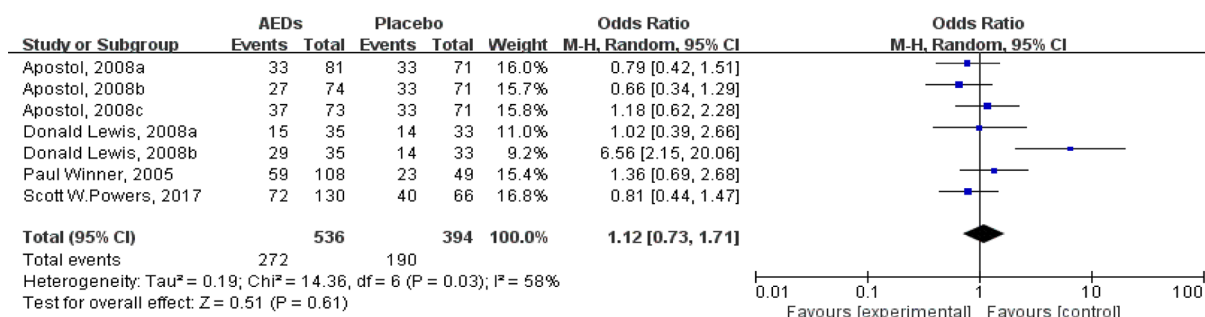 AEDs Placebo Odds Ratio Odds Ratio
Study or Subgroup Events Total Events Total Weight M-H, Random, 95% CI M-H, Random, 95% CI
Apostol, 2008a 33 81 33 71 16.0% 0.79 [0.42, 1.51]
Apostol, 2008b 27 74 33 71 15.7% 0.66 [0.34, 1.29]
Apostol, 2008c 37 73 33 71 15.8% 1.18 [0.62, 2.28]
Donald Lewis, 2008a 15 35 14 33 11.0% 1.02 [0.39, 2.66]
Donald Lewis, 2008b 29 35 14 33 9.2% 6.56 [2.15, 20.06]
Paul Winner, 2005 59 108 23 49 15.4% 1.36 [0.69, 2.68]
Scott W.Powers, 2017 72 130 40 66 16.8% 0.81 [0.44, 1.47]
Total (95% CI) 536 394 100.0% 1.12 [0.73, 1.71]
Total events 272 190
Heterogeneity: Tau² = 0.19; Chi² = 14.36, df = 6 (P = 0.03); I² = 58%
Test for overall effect: Z = 0.51 (P = 0.61)
0.01 0.1 1 10 100
Favours [experimental] Favours [control]